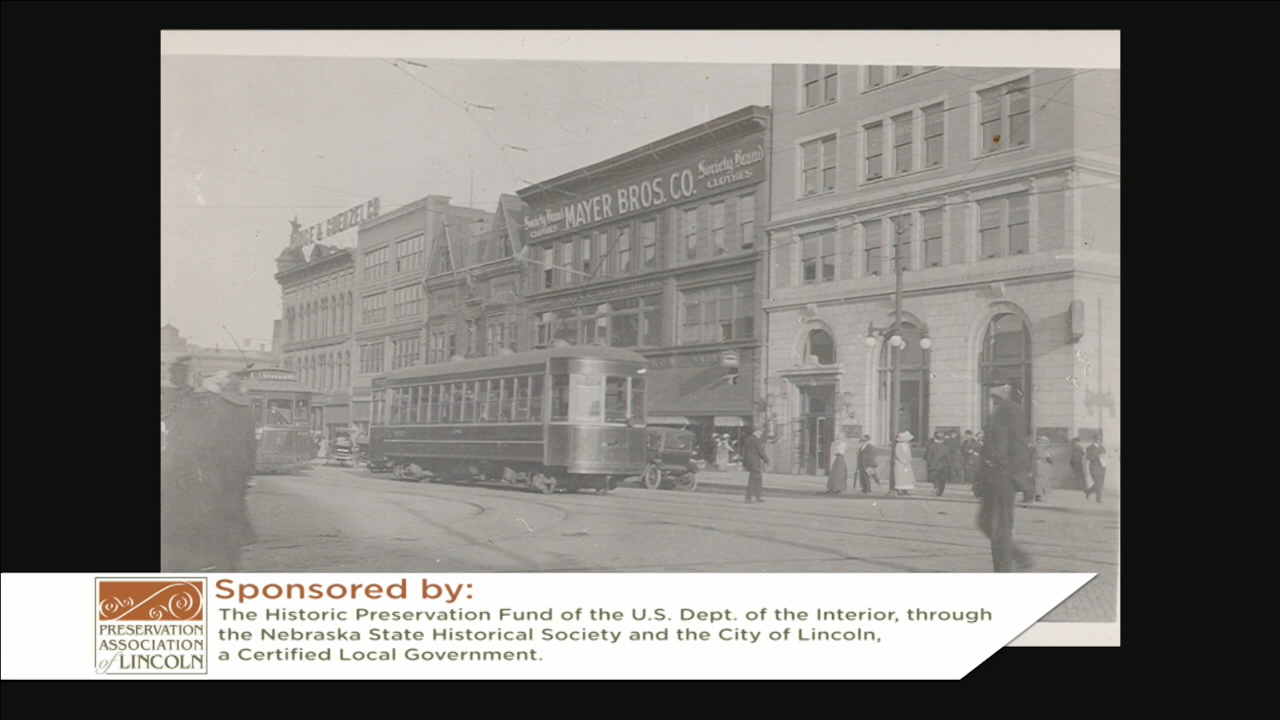 & GUENZEL CO
Society Brand
CLOTHES
MAYER BROS. CO.
Society Brand
CLOTHES
PRESERVATION
ASSOCIATION
of LINCOLN
Sponsored by:
The Historic Preservation Fund of the U.S. Dept. of the Interior, through
the Nebraska State Historical Society and the City of Lincoln,
a Certified Local Government.